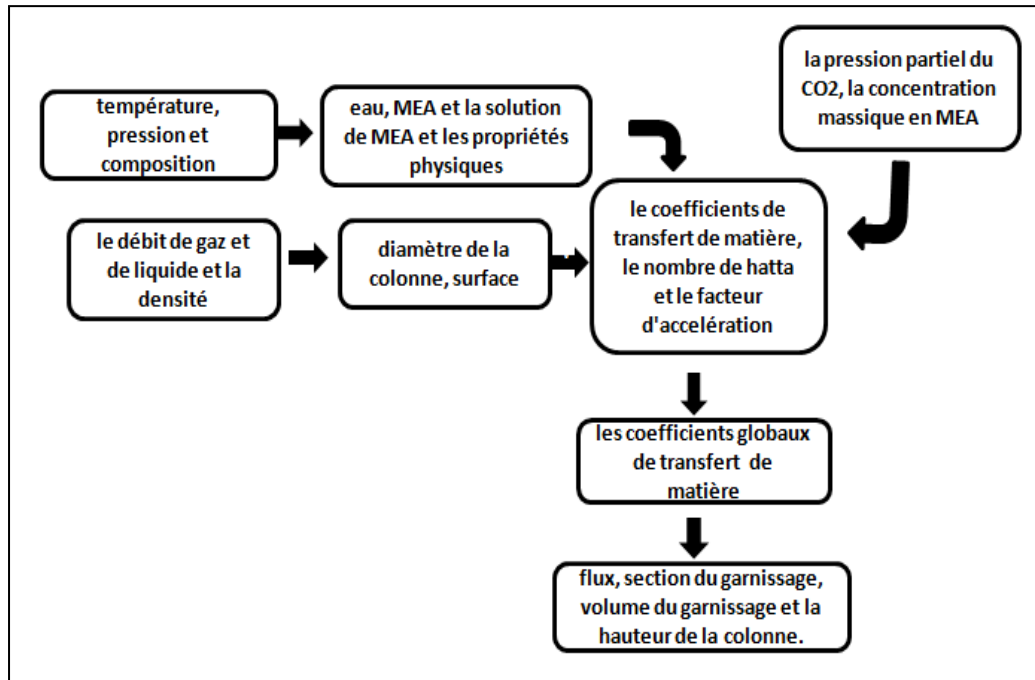 température,
pression et
composition
eau, MEA et la solution
de MEA et les propriétés
physiques
la pression partiel du
CO2, la concentration
massique en MEA
le débit de gaz et
de liquide et la
densité
diamètre de la
colonne, surface
le coefficients de
transfert de matière,
le nombre de hatta
et le facteur
d'accelération
les coefficients globaux
de transfert de
matière
flux, section du garnissage,
volume du garnissage et la
hauteur de la colonne.